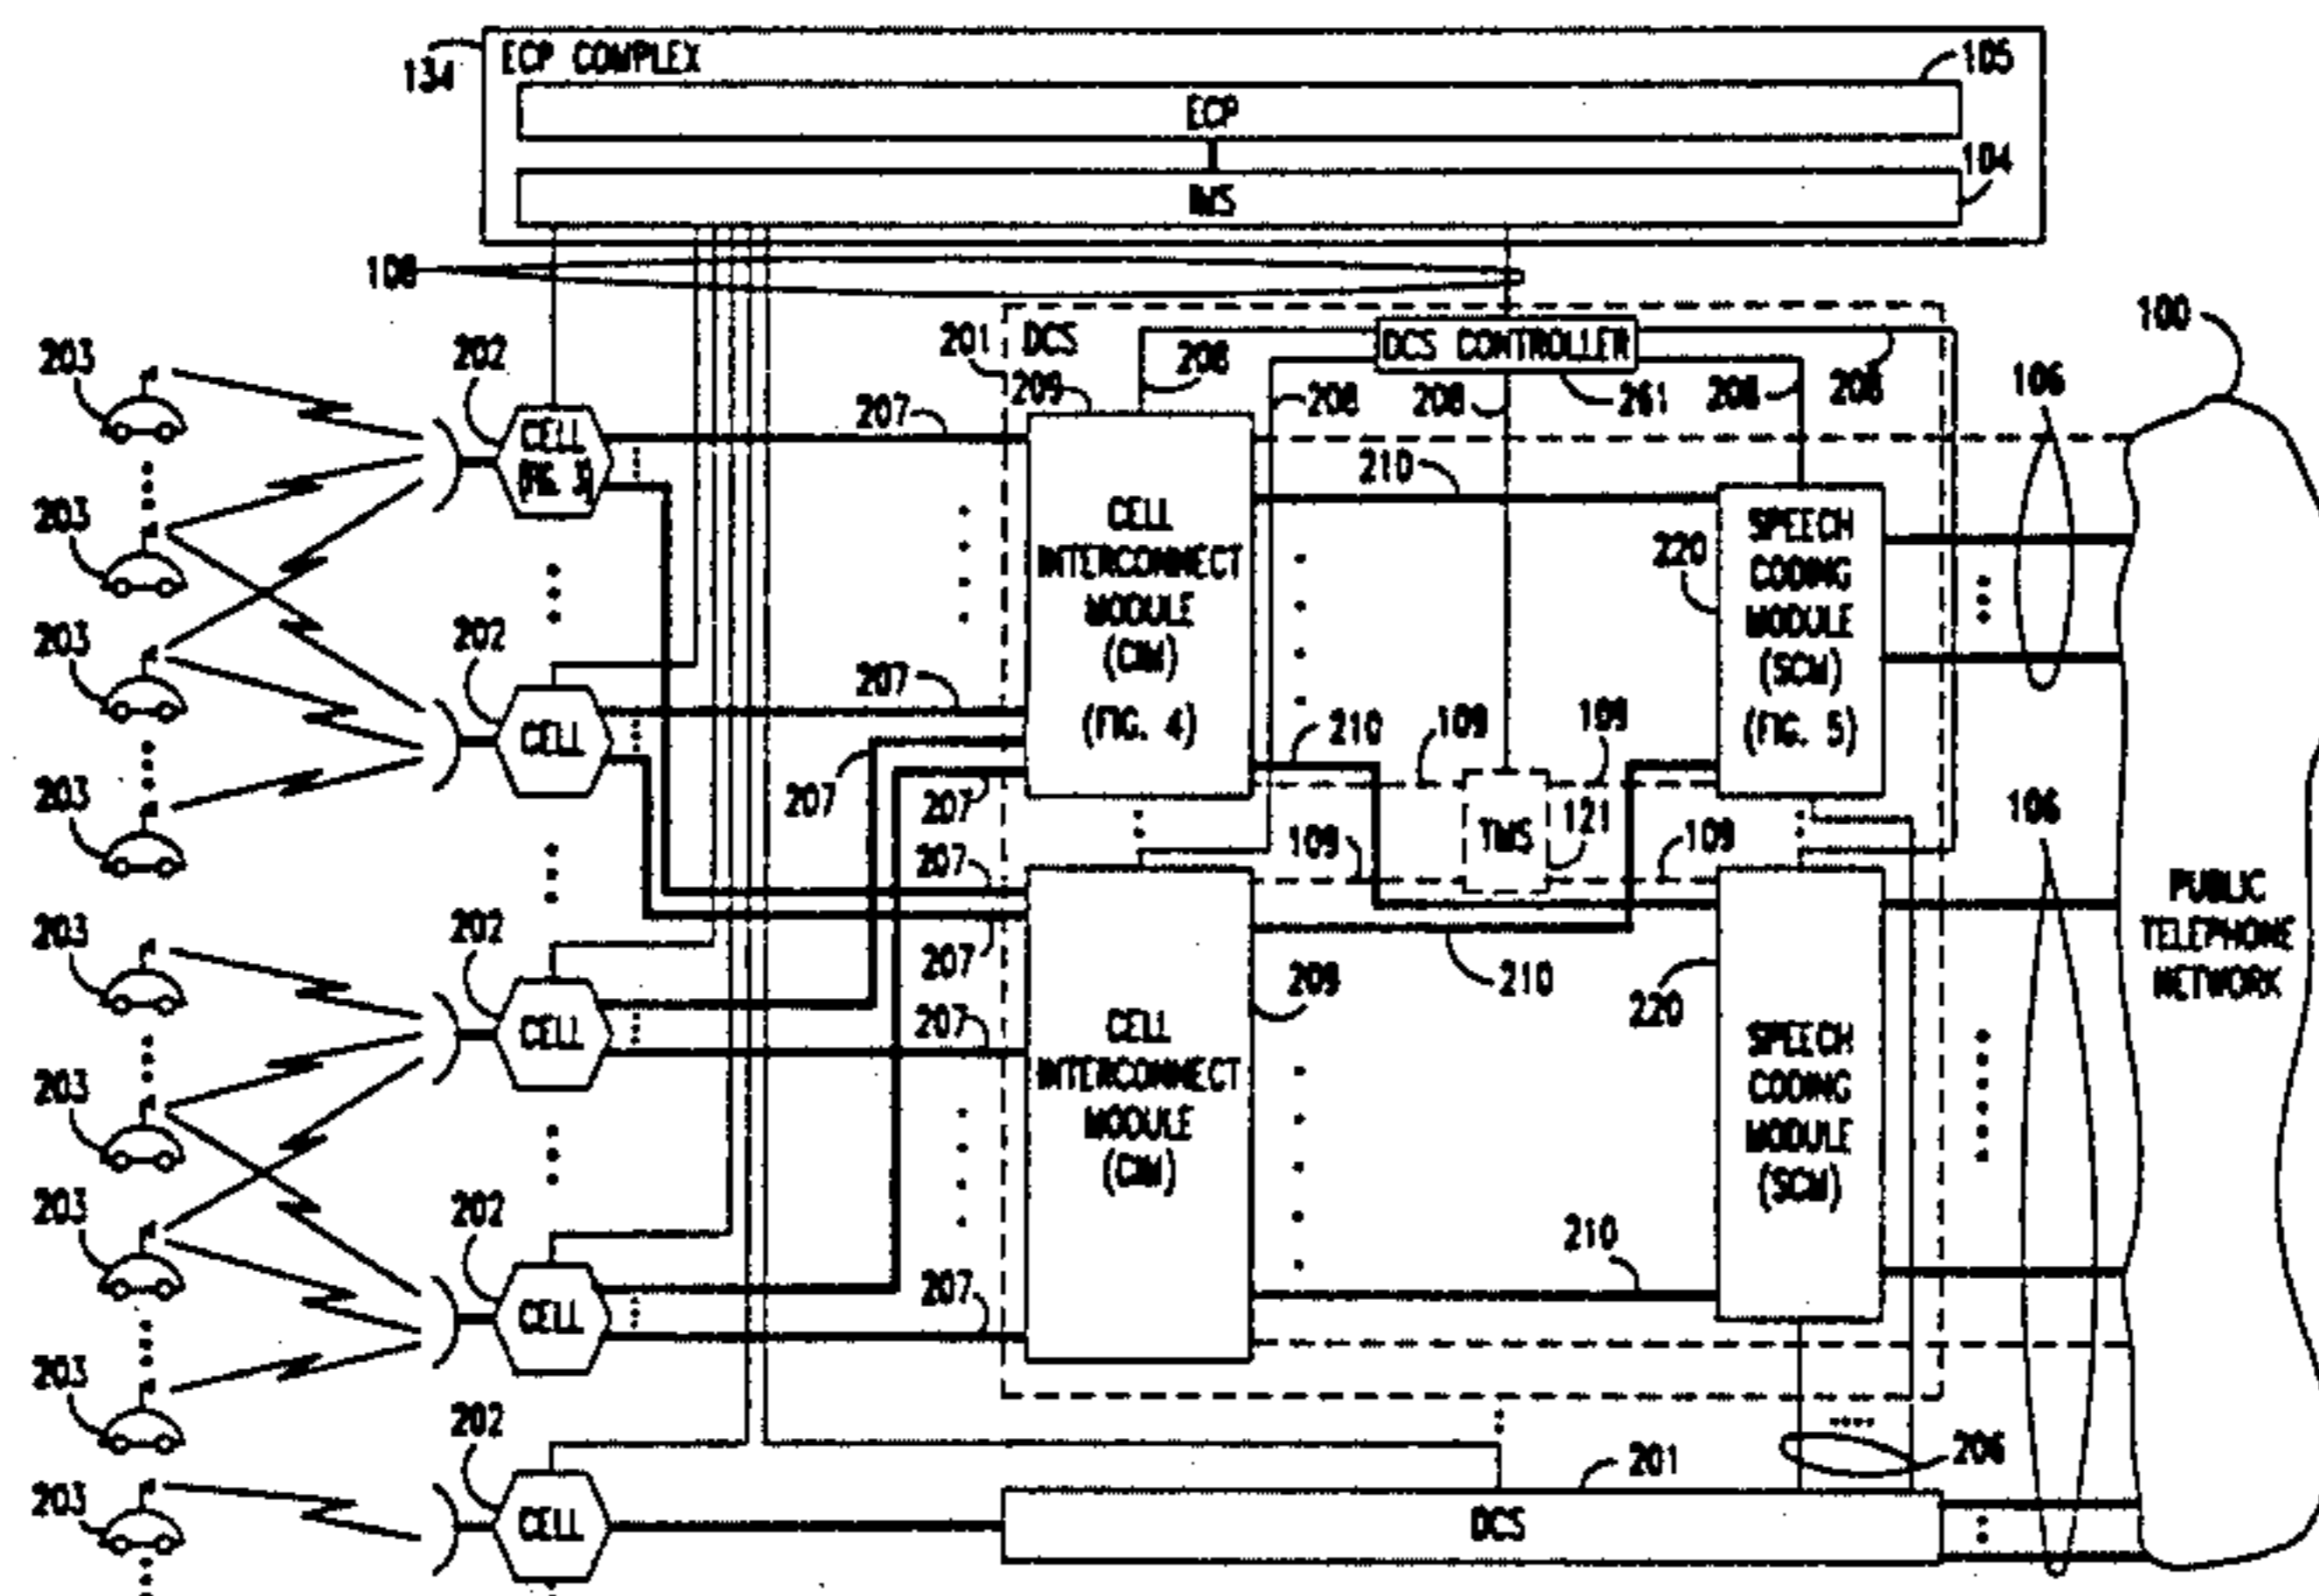 134
ECP COMPLEX
105
ECP
104
IMS
108
100
203
202
201
DCS
DCS CONTROLLER
209
208
208
208
261
208
208
106
207
CELL
(FIG. 3)
210
203
CELL
INTERCONNECT
MODULE
(CIM)
(FIG. 4)
220
SPEECH
CODING
MODULE
(SCM)
(FIG. 5)
203
202
207
CELL
210
109
109
203
207
207
TMS
121
106
109
109
207
PUBLIC
TELEPHONE
NETWORK
203
202
207
210
209
220
CELL
207
CELL
INTERCONNECT
MODULE
(CIM)
SPEECH
CODING
MODULE
(SCM)
203
203
202
210
CELL
207
203
202
201
206
203
CELL
DCS